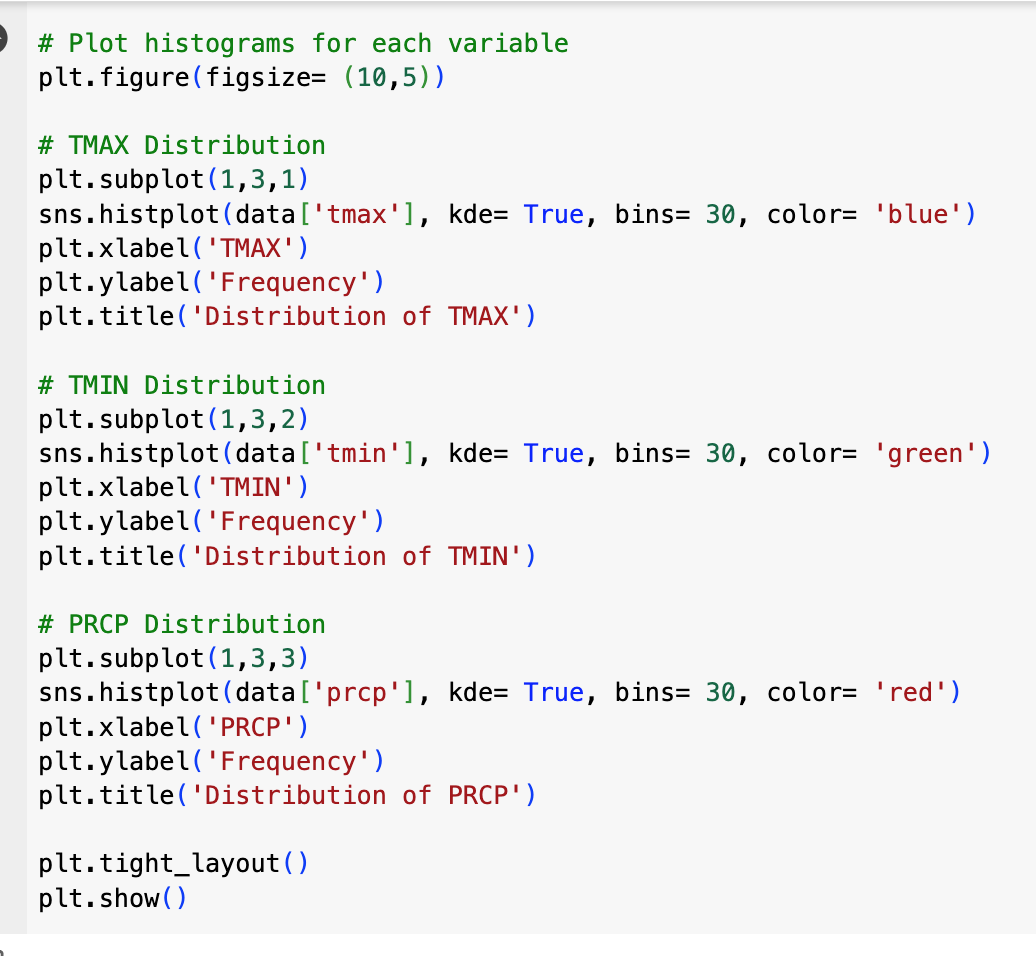 # Plot histograms for each variable
plt.figure(figsize= (10,5))
# TMAX Distribution
plt.subplot(1,3,1)
sns.histplot(data['tmax'], kde= True, bins= 30, color= 'blue')
plt.xlabel('TMAX')
plt.ylabel('Frequency')
plt.title('Distribution of TMAX')
# TMIN Distribution
plt.subplot(1,3,2)
sns.histplot(data['tmin'], kde= True, bins= 30, color= 'green')
plt.xlabel('TMIN')
plt.ylabel('Frequency')
plt.title('Distribution of TMIN')
# PRCP Distribution
plt.subplot(1,3,3)
sns.histplot(data['prcp'], kde= True, bins= 30, color= 'red')
plt.xlabel('PRCP')
plt.ylabel('Frequency')
plt.title('Distribution of PRCP')
plt.tight_layout()
plt.show()